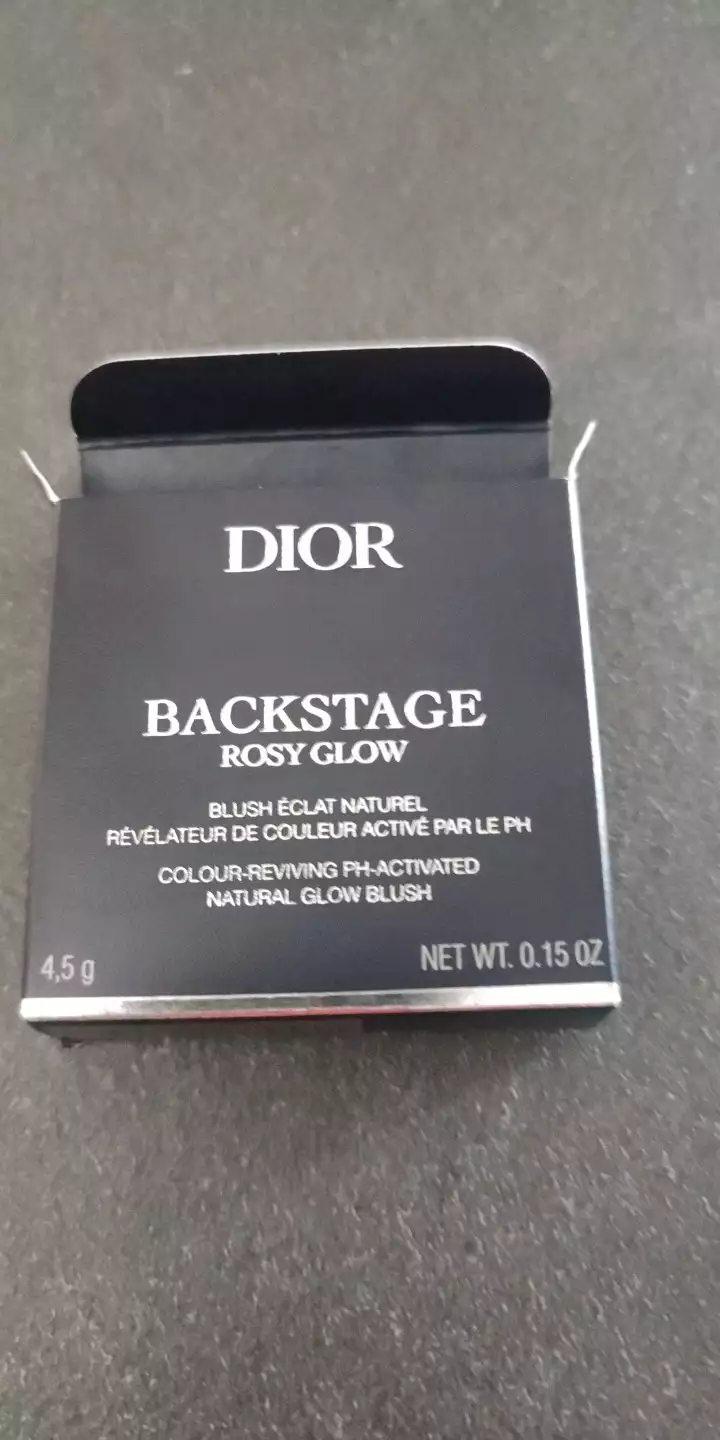 DIOR
BACKSTAGE
ROSY GLOW
BLUSH ÉCLAT NATUREL
RÉVÉLATEUR DE COULEUR ACTIVÉ PAR LE PH
COLOUR-REVIVING PH-ACTIVATED
NATURAL GLOW BLUSH
4,5 g
NET WT. 0.15 OZ